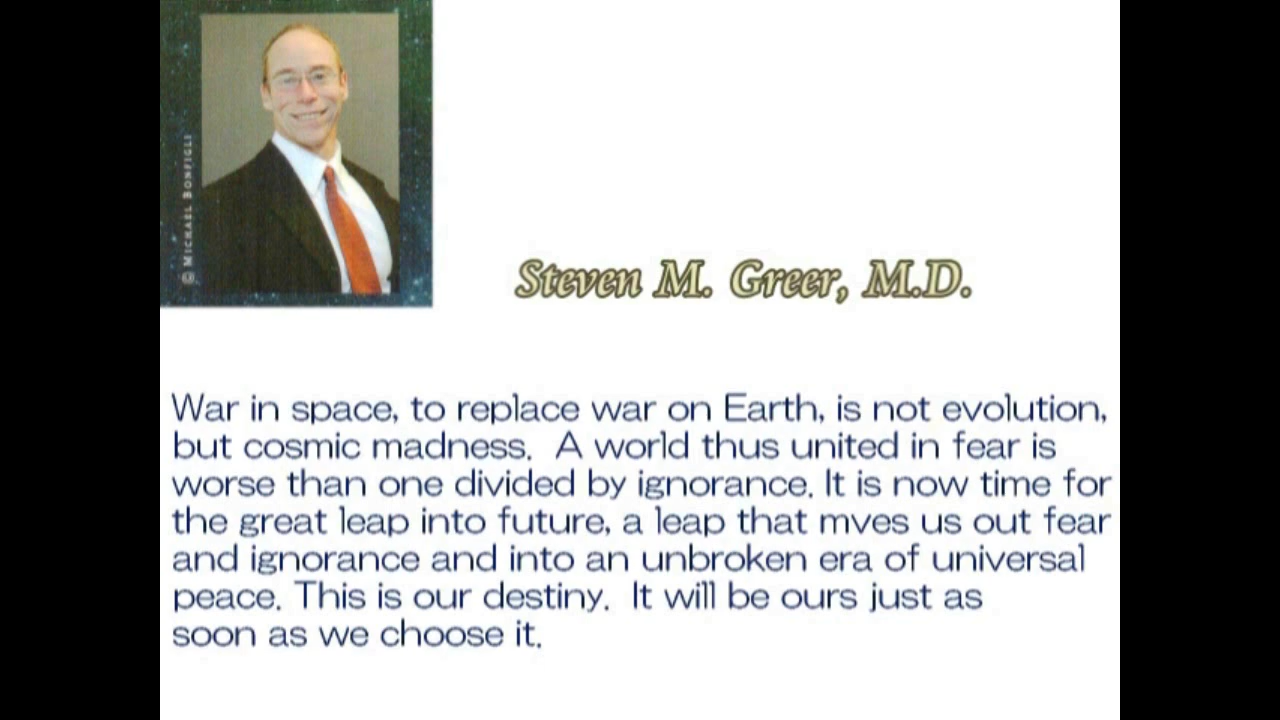 © MICHAEL BONFIGLI
Steven M. Greer, M.D.
War in space, to replace war on Earth, is not evolution,
but cosmic madness.  A world thus united in fear is
worse than one divided by ignorance. It is now time for
the great leap into future, a leap that mves us out fear
and ignorance and into an unbroken era of universal
peace. This is our destiny.  It will be ours just as
soon as we choose it.